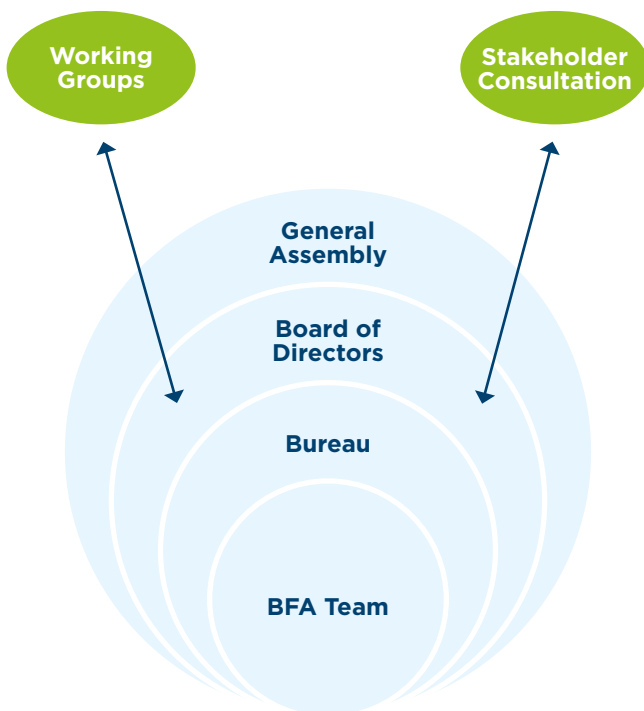 Working
Groups
Stakeholder
Consultation
General
Assembly
Board of
Directors
Bureau
BFA Team